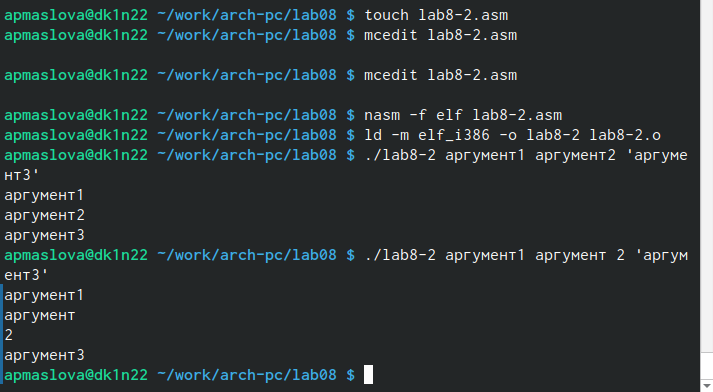 apmaslova@dk1n22 ~/work/arch-pc/lab08 $ touch lab8-2.asm
apmaslova@dk1n22 ~/work/arch-pc/lab08 $ mcedit lab8-2.asm
apmaslova@dk1n22 ~/work/arch-pc/lab08 $ mcedit lab8-2.asm
apmaslova@dk1n22 ~/work/arch-pc/lab08 $ nasm -f elf lab8-2.asm
apmaslova@dk1n22 ~/work/arch-pc/lab08 $ ld -m elf_i386 -o lab8-2 lab8-2.o
apmaslova@dk1n22 ~/work/arch-pc/lab08 $ ./lab8-2 аргумент1 аргумент2 'аргуме
нт3'
аргумент1
аргумент2
аргумент3
apmaslova@dk1n22 ~/work/arch-pc/lab08 $ ./lab8-2 аргумент1 аргумент 2 'аргум
ент3'
аргумент1
аргумент
2
аргумент3
apmaslova@dk1n22 ~/work/arch-pc/lab08 $